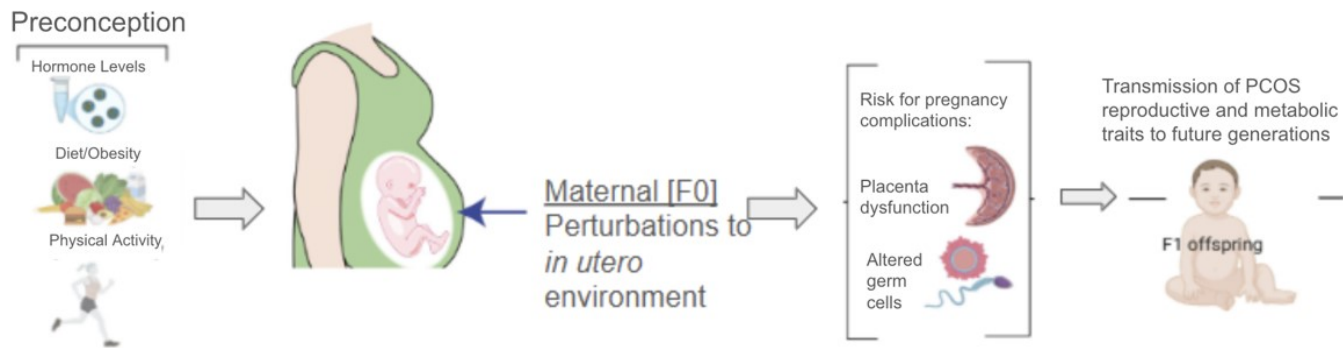 Preconception
Hormone Levels
Diet/Obesity
Physical Activity,
Maternal [F0]
Perturbations to
in utero
environment
Risk for pregnancy
complications:
Placenta
dysfunction
Altered
germ
cells
Transmission of PCOS
reproductive and metabolic
traits to future generations
F1 offspring